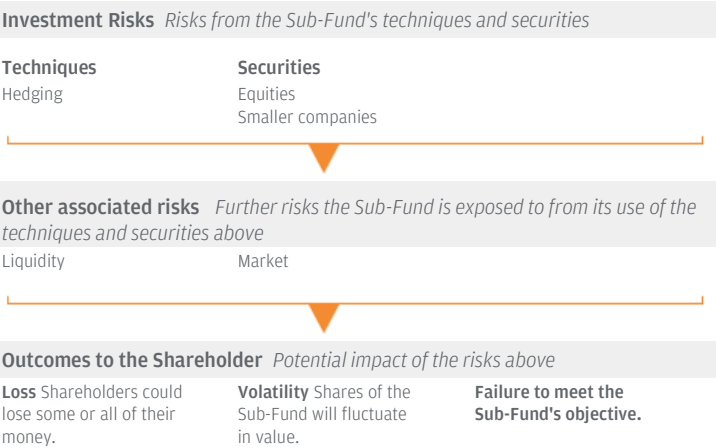 Investment Risks Risks from the Sub-Fund's techniques and securities
Techniques
Hedging
Securities
Equities
Smaller companies
Other associated risks Further risks the Sub-Fund is exposed to from its use of the
techniques and securities above
Liquidity
Market
Outcomes to the Shareholder Potential impact of the risks above
Loss Shareholders could
lose some or all of their
money.
Volatility Shares of the
Sub-Fund will fluctuate
in value.
Failure to meet the
Sub-Fund's objective.